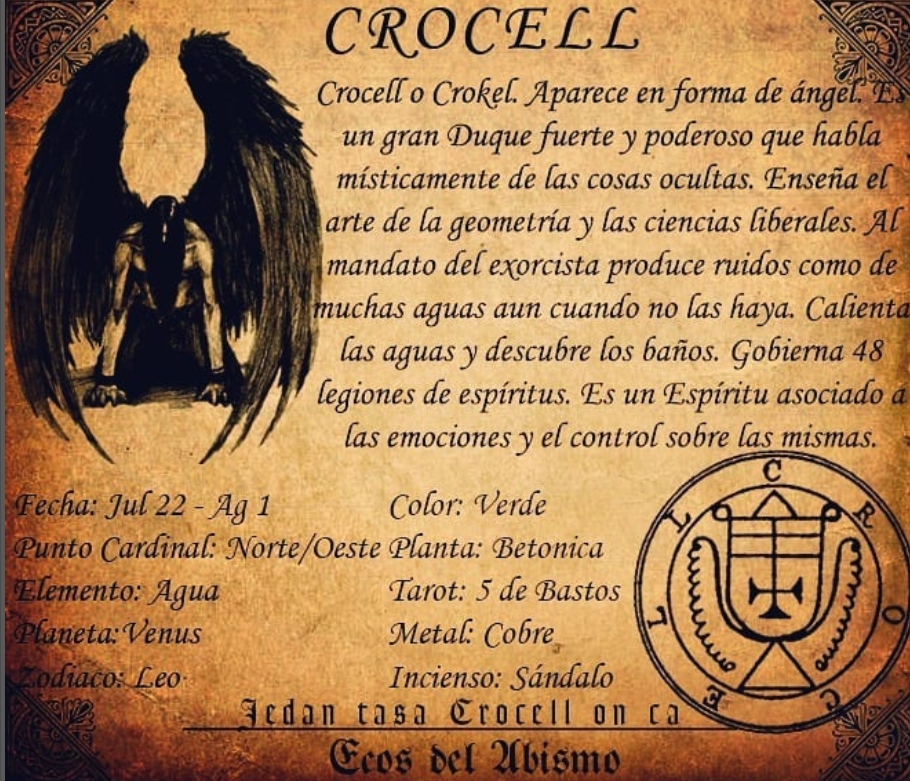 CROCELL
Crocell o Crokel. Aparece en forma de ángel. Es
un gran Duque fuerte y poderoso que habla
místicamente de las cosas ocultas. Enseña el
arte de la geometría y las ciencias liberales. Al
mandato del exorcista produce ruidos como de
muchas aguas aun cuando no las haya. Calienta
las aguas y descubre los baños. Gobierna 48
legiones de espíritus. Es un Espíritu asociado a
las emociones y el control sobre las mismas.
Fecha: Jul 22 - Ag 1 Color: Verde
Punto Cardinal: Norte/Oeste Planta: Betonica
Elemento: Agua Tarot: 5 de Bastos
Planeta: Venus Metal: Cobre
Zodiaco: Leo Incienso: Sándalo
CROCELL
Jedan tasa Crocell on ca
Ecos del Abismo